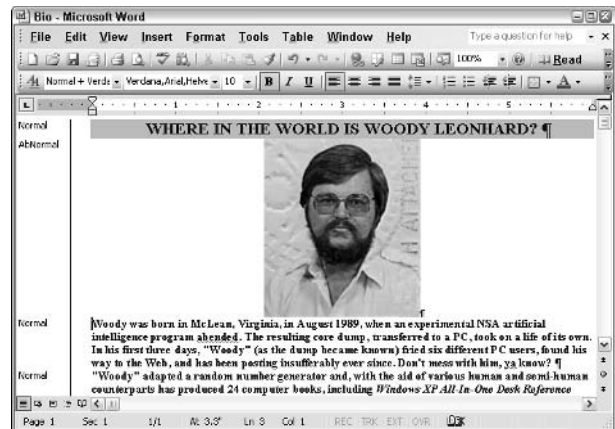 Bio - Microsoft Word
File Edit View Insert Format Tools Table Window Help Type a question for help
100% Read
Normal + Verda Verdana,Arial,Helve 10 B I U
1 2 3 4 5
Normal WHERE IN THE WORLD IS WOODY LEONHARD? ¶
AbNormal
¶
Normal Woody was born in McLean, Virginia, in August 1989, when an experimental NSA artificial
intelligence program abended. The resulting core dump, transferred to a PC, took on a life of its own.
In his first three days, "Woody" (as the dump became known) fried six different PC users, found his
way to the Web, and has been posting insufferably ever since. Don't mess with him, ya know? ¶
Normal "Woody" adapted a random number generator and, with the aid of various human and semi-human
counterparts has produced 24 computer books, including Windows XP All-In-One Desk Reference
Page 1 Sec 1 1/1 At 3.3" Ln 3 Col 1 REC TRK EXT OVR